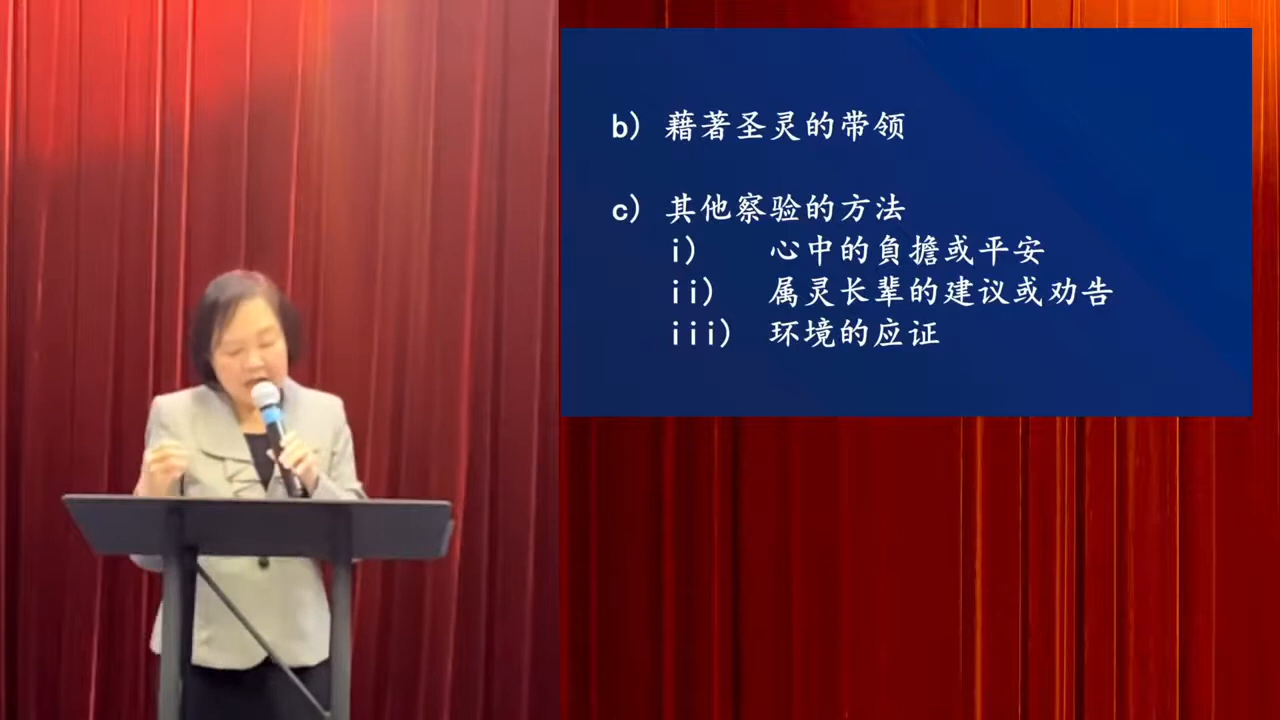 b) 藉著圣灵的带领
c) 其他察验的方法
i) 心中的負擔或平安
ii) 属灵长辈的建议或劝告
iii) 环境的应证